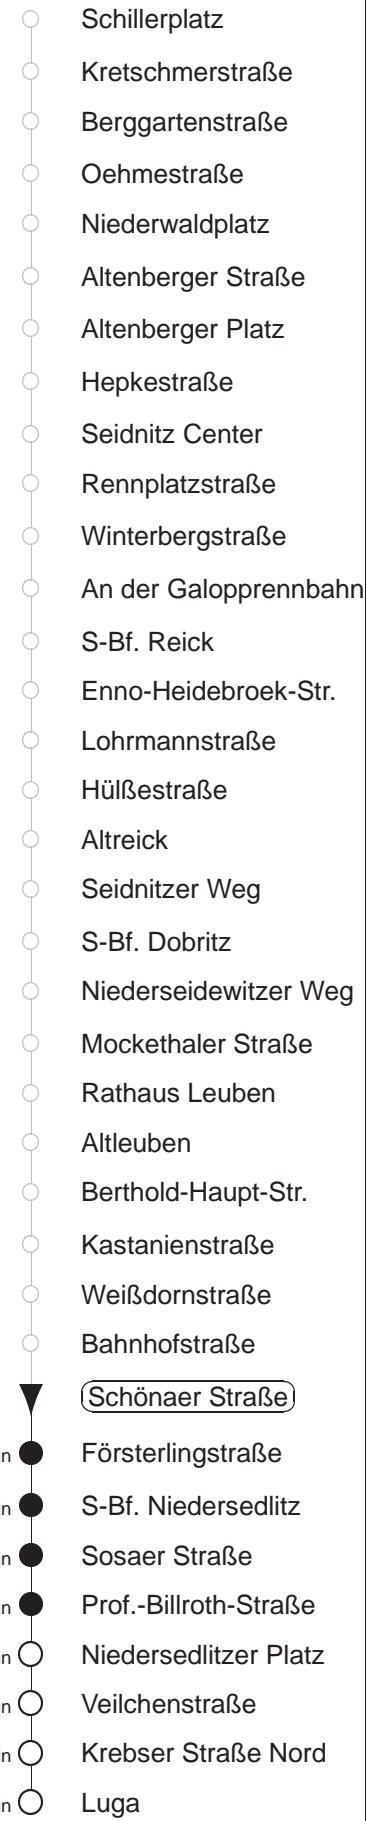 Schillerplatz
Kretschmerstraße
Berggartenstraße
Oehmestraße
Niederwaldplatz
Altenberger Straße
Altenberger Platz
Hepkestraße
Seidnitz Center
Rennplatzstraße
Winterbergstraße
An der Galopprennbahn
S-Bf. Reick
Enno-Heidebroek-Str.
Lohrmannstraße
Hülßestraße
Altreick
Seidnitzer Weg
S-Bf. Dobritz
Niederseidewitzer Weg
Mockethaler Straße
Rathaus Leuben
Altleuben
Berthold-Haupt-Str.
Kastanienstraße
Weißdornstraße
Bahnhofstraße
Schönaer Straße
Försterlingstraße
S-Bf. Niedersedlitz
Sosaer Straße
Prof.-Billroth-Straße
Niedersedlitzer Platz
Veilchenstraße
Krebser Straße Nord
Luga